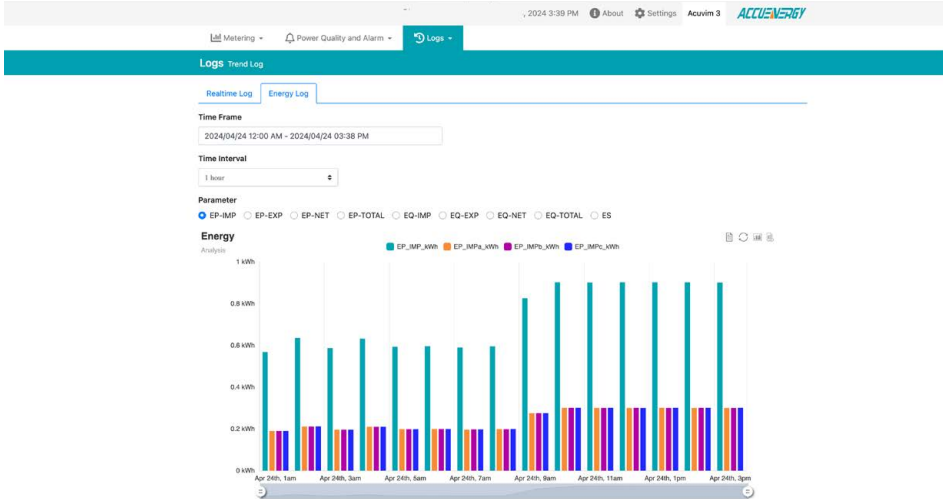 , 2024 3:39 PM About Settings Acuvim 3 ACCUENERGY
Metering Power Quality and Alarm Logs
Logs Trend Log
Realtime Log Energy Log
Time Frame
2024/04/24 12:00 AM - 2024/04/24 03:38 PM
Time Interval
1 hour
Parameter
EP-IMP EP-EXP EP-NET EP-TOTAL EQ-IMP EQ-EXP EQ-NET EQ-TOTAL ES
Energy
Analysis
EP_IMP_kWh EP_IMPa_kWh EP_IMPb_kWh EP_IMPc_kWh
1 kWh
0.8 kWh
0.6 kWh
0.4 kWh
0.2 kWh
0 kWh
Apr 24th, 1am Apr 24th, 3am Apr 24th, 5am Apr 24th, 7am Apr 24th, 9am Apr 24th, 11am Apr 24th, 1pm Apr 24th, 3pm